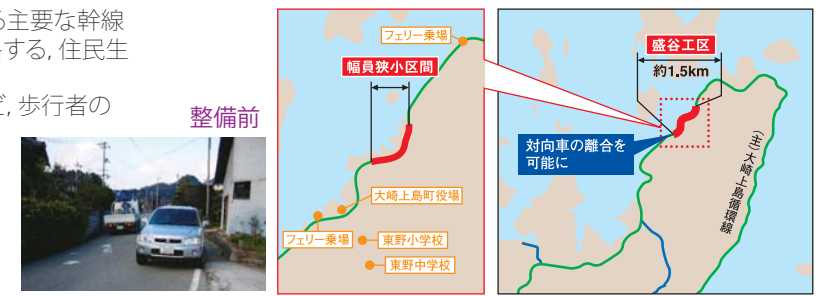 る主要な幹線
する, 住民生
, 歩行者の
整備前
フェリー乗場
幅員狭小区間
大崎上島町役場
フェリー乗場
東野小学校
東野中学校
盛谷工区
約1.5km
対向車の離合を
可能に
(主)大崎上島循環線